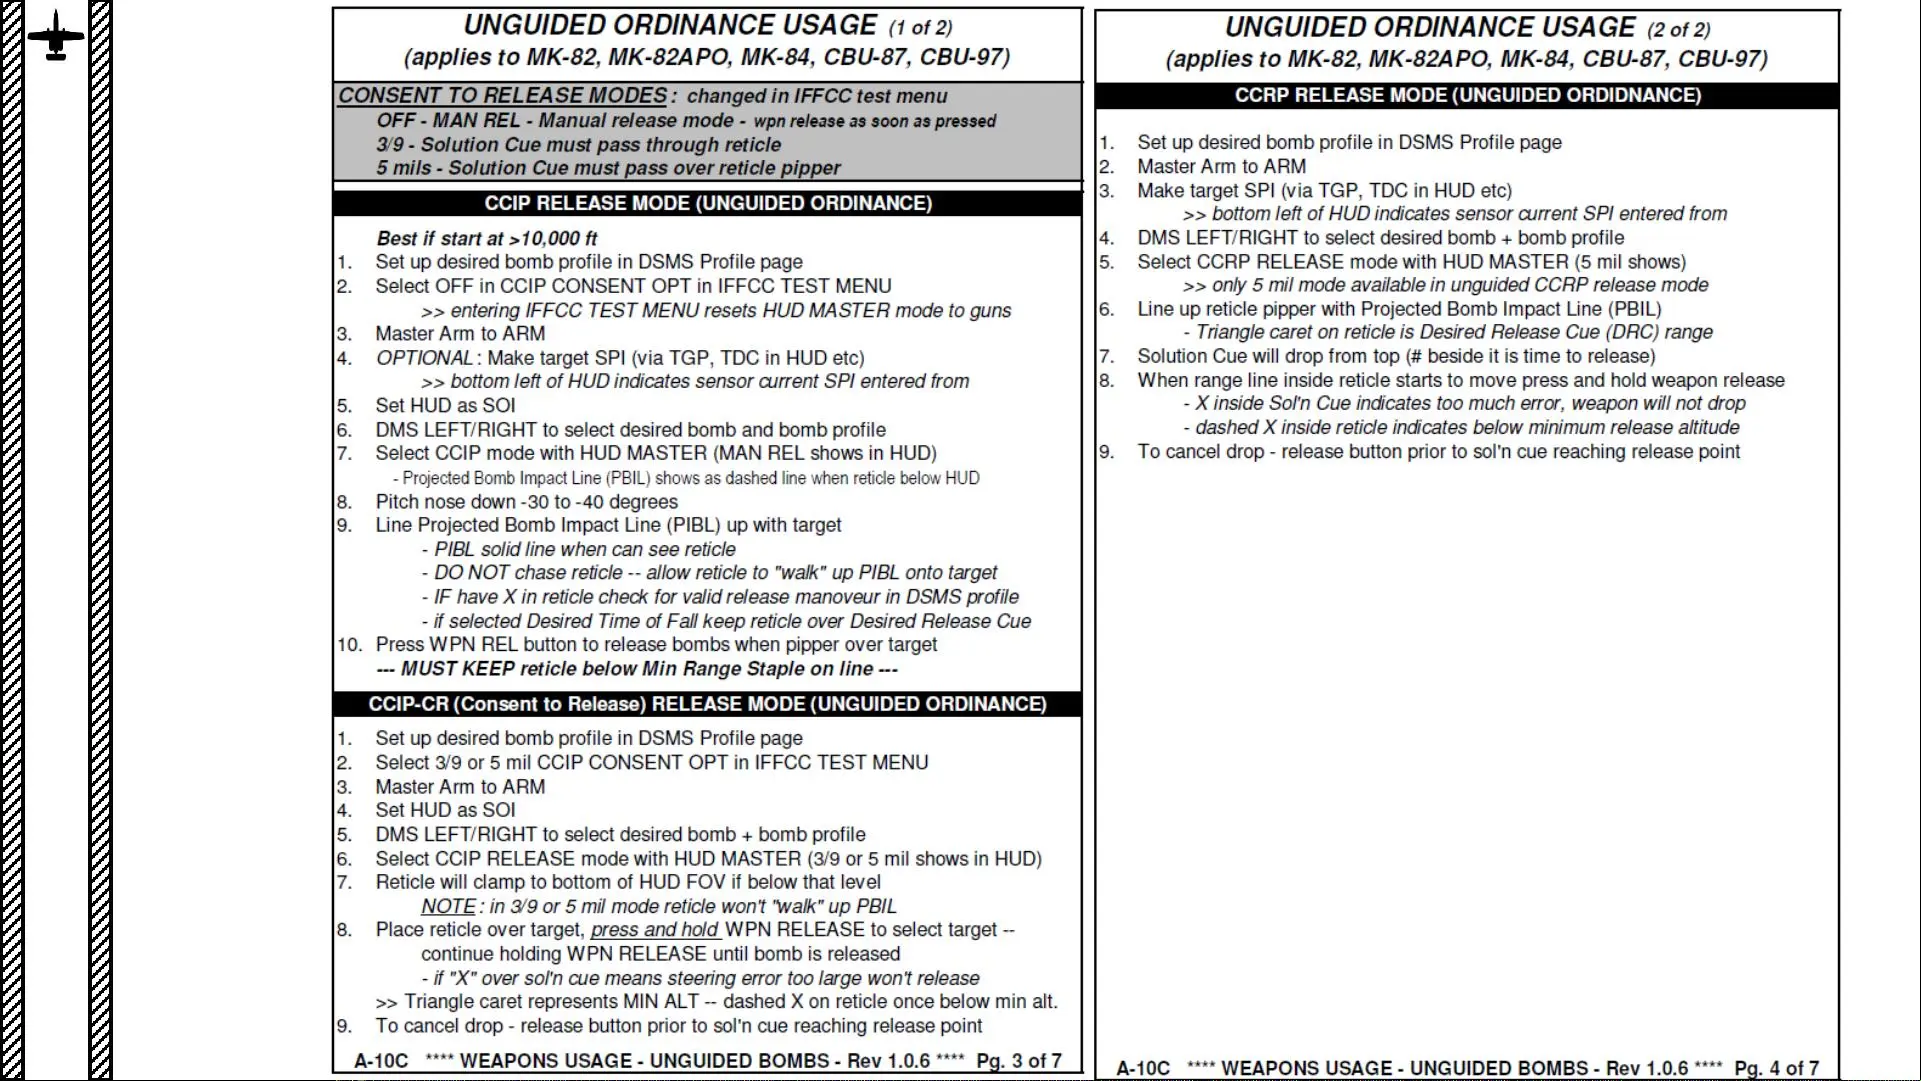 UNGUIDED ORDINANCE USAGE (1 of 2)
(applies to MK-82, MK-82APO, MK-84, CBU-87, CBU-97)
CONSENT TO RELEASE MODES : changed in IFFCC test menu
OFF - MAN REL - Manual release mode - wpn release as soon as pressed
3/9 - Solution Cue must pass through reticle
5 mils - Solution Cue must pass over reticle pipper
CCIP RELEASE MODE (UNGUIDED ORDINANCE)
Best if start at >10,000 ft
1. Set up desired bomb profile in DSMS Profile page
2. Select OFF in CCIP CONSENT OPT in IFFCC TEST MENU
>> entering IFFCC TEST MENU resets HUD MASTER mode to guns
3. Master Arm to ARM
4. OPTIONAL : Make target SPI (via TGP, TDC in HUD etc)
>> bottom left of HUD indicates sensor current SPI entered from
5. Set HUD as SOI
6. DMS LEFT/RIGHT to select desired bomb and bomb profile
7. Select CCIP mode with HUD MASTER (MAN REL shows in HUD)
- Projected Bomb Impact Line (PBIL) shows as dashed line when reticle below HUD
8. Pitch nose down -30 to -40 degrees
9. Line Projected Bomb Impact Line (PIBL) up with target
- PIBL solid line when can see reticle
- DO NOT chase reticle -- allow reticle to "walk" up PIBL onto target
- IF have X in reticle check for valid release manoveur in DSMS profile
- if selected Desired Time of Fall keep reticle over Desired Release Cue
10. Press WPN REL button to release bombs when pipper over target
--- MUST KEEP reticle below Min Range Staple on line ---
CCIP-CR (Consent to Release) RELEASE MODE (UNGUIDED ORDINANCE)
1. Set up desired bomb profile in DSMS Profile page
2. Select 3/9 or 5 mil CCIP CONSENT OPT in IFFCC TEST MENU
3. Master Arm to ARM
4. Set HUD as SOI
5. DMS LEFT/RIGHT to select desired bomb + bomb profile
6. Select CCIP RELEASE mode with HUD MASTER (3/9 or 5 mil shows in HUD)
7. Reticle will clamp to bottom of HUD FOV if below that level
NOTE : in 3/9 or 5 mil mode reticle won't "walk" up PBIL
8. Place reticle over target, press and hold WPN RELEASE to select target --
continue holding WPN RELEASE until bomb is released
- if "X" over sol'n cue means steering error too large won't release
>> Triangle caret represents MIN ALT -- dashed X on reticle once below min alt.
9. To cancel drop - release button prior to sol'n cue reaching release point
A-10C **** WEAPONS USAGE - UNGUIDED BOMBS - Rev 1.0.6 **** Pg. 3 of 7
UNGUIDED ORDINANCE USAGE (2 of 2)
(applies to MK-82, MK-82APO, MK-84, CBU-87, CBU-97)
CCRP RELEASE MODE (UNGUIDED ORDIDNANCE)
1. Set up desired bomb profile in DSMS Profile page
2. Master Arm to ARM
3. Make target SPI (via TGP, TDC in HUD etc)
>> bottom left of HUD indicates sensor current SPI entered from
4. DMS LEFT/RIGHT to select desired bomb + bomb profile
5. Select CCRP RELEASE mode with HUD MASTER (5 mil shows)
>> only 5 mil mode available in unguided CCRP release mode
6. Line up reticle pipper with Projected Bomb Impact Line (PBIL)
- Triangle caret on reticle is Desired Release Cue (DRC) range
7. Solution Cue will drop from top (# beside it is time to release)
8. When range line inside reticle starts to move press and hold weapon release
- X inside Sol'n Cue indicates too much error, weapon will not drop
- dashed X inside reticle indicates below minimum release altitude
9. To cancel drop - release button prior to sol'n cue reaching release point
A-10C **** WEAPONS USAGE - UNGUIDED BOMBS - Rev 1.0.6 **** Pg. 4 of 7